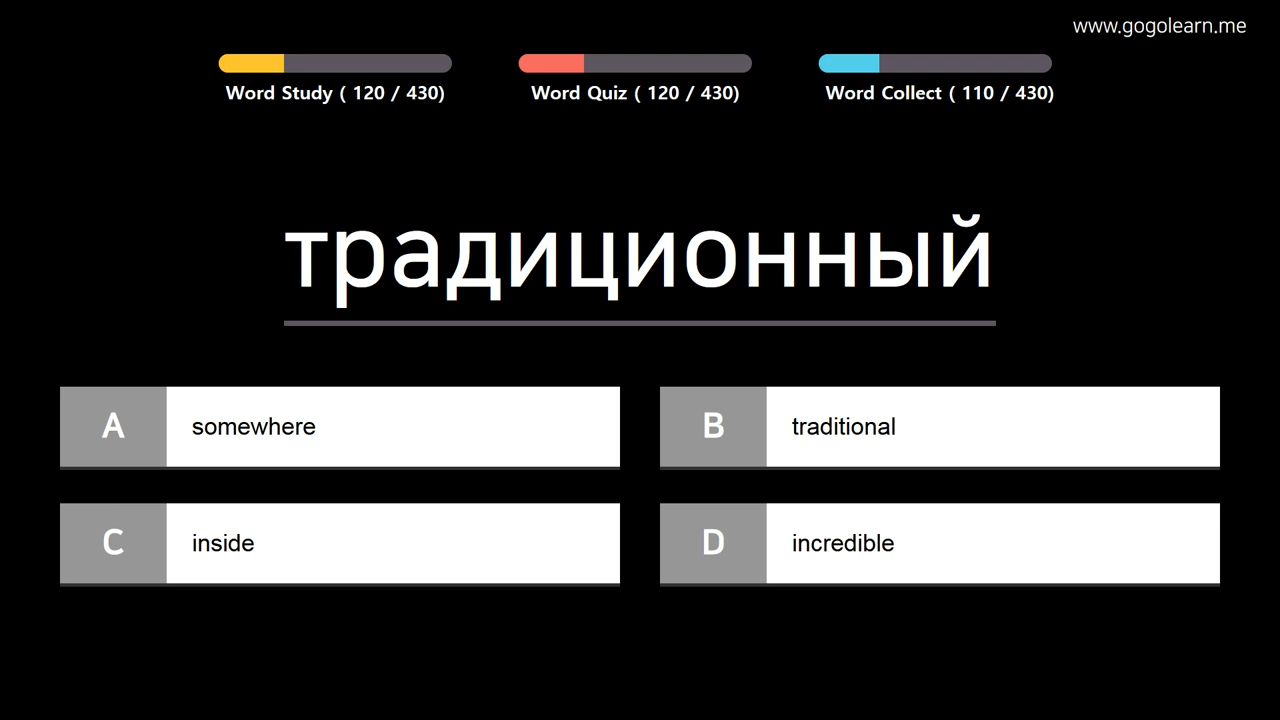 www.gogolearn.me
Word Study ( 120 / 430) Word Quiz ( 120 / 430) Word Collect ( 110 / 430)
традиционный
A somewhere
B traditional
C inside
D incredible